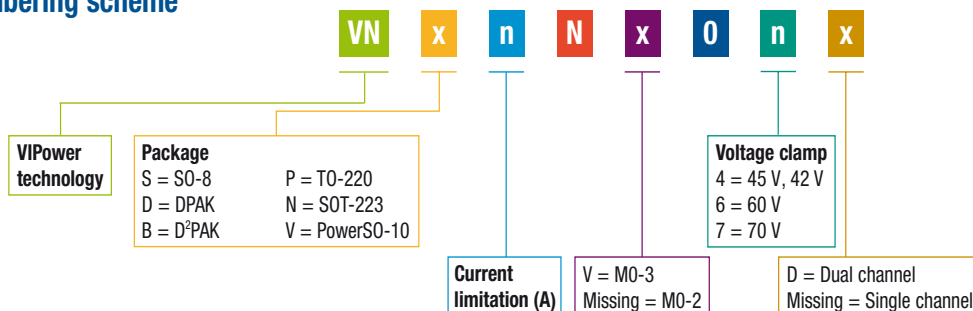 numbering scheme
VN x n N x 0 n x
VIPower
technology
Package
S = SO-8 P = TO-220
D = DPAK N = SOT-223
B = D²PAK V = PowerSO-10
Voltage clamp
4 = 45 V, 42 V
6 = 60 V
7 = 70 V
Current
limitation (A)
V = M0-3
Missing = M0-2
D = Dual channel
Missing = Single channel